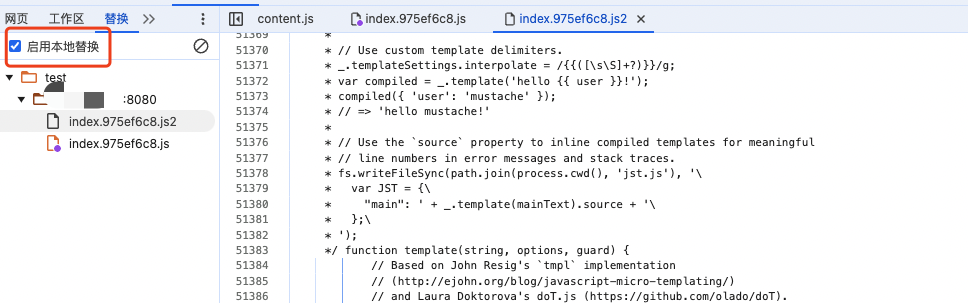 网页 工作区 替换 content.js index.975ef6c8.js index.975ef6c8.js2
启用本地替换
test
:8080
index.975ef6c8.js2
index.975ef6c8.js
51369 *
51370 * // Use custom template delimiters.
51371 * _.templateSettings.interpolate = /{{([\s\S]+?)}}/g;
51372 * var compiled = _.template('hello {{ user }}!');
51373 * compiled({ 'user': 'mustache' });
51374 * // => 'hello mustache!'
51375 *
51376 * // Use the `source` property to inline compiled templates for meaningful
51377 * // line numbers in error messages and stack traces.
51378 * fs.writeFileSync(path.join(process.cwd(), 'jst.js'), '\
51379 *   var JST = {\
51380 *     "main": ' + _.template(mainText).source + '\
51381 *   };\
51382 * ');
51383 */ function template(string, options, guard) {
51384 // Based on John Resig's `tmpl` implementation
51385 // (http://ejohn.org/blog/javascript-micro-templating/)
51386 // and Laura Doktorova's doT.js (https://github.com/olado/doT).